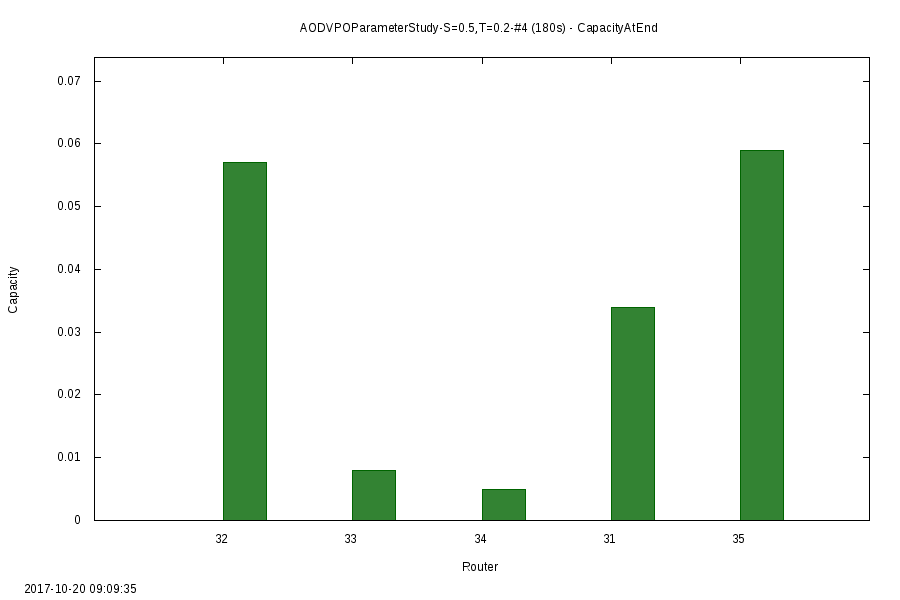 AODVPOParameterStudy-S=0.5,T=0.2-#4 (180s) - CapacityAtEnd
0.07
0.06
0.05
0.04
0.03
0.02
0.01
0
Capacity
32 33 34 31 35
Router
2017-10-20 09:09:35